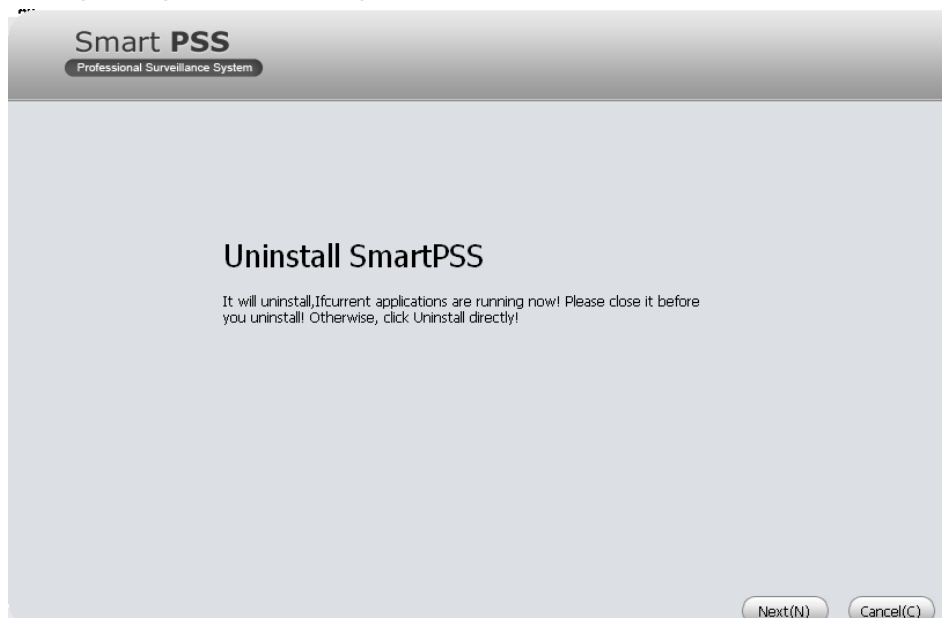 Smart PSS
Professional Surveillance System
Uninstall SmartPSS
It will uninstall,Ifcurrent applications are running now! Please close it before
you uninstall! Otherwise, click Uninstall directly!
Next(N) Cancel(C)